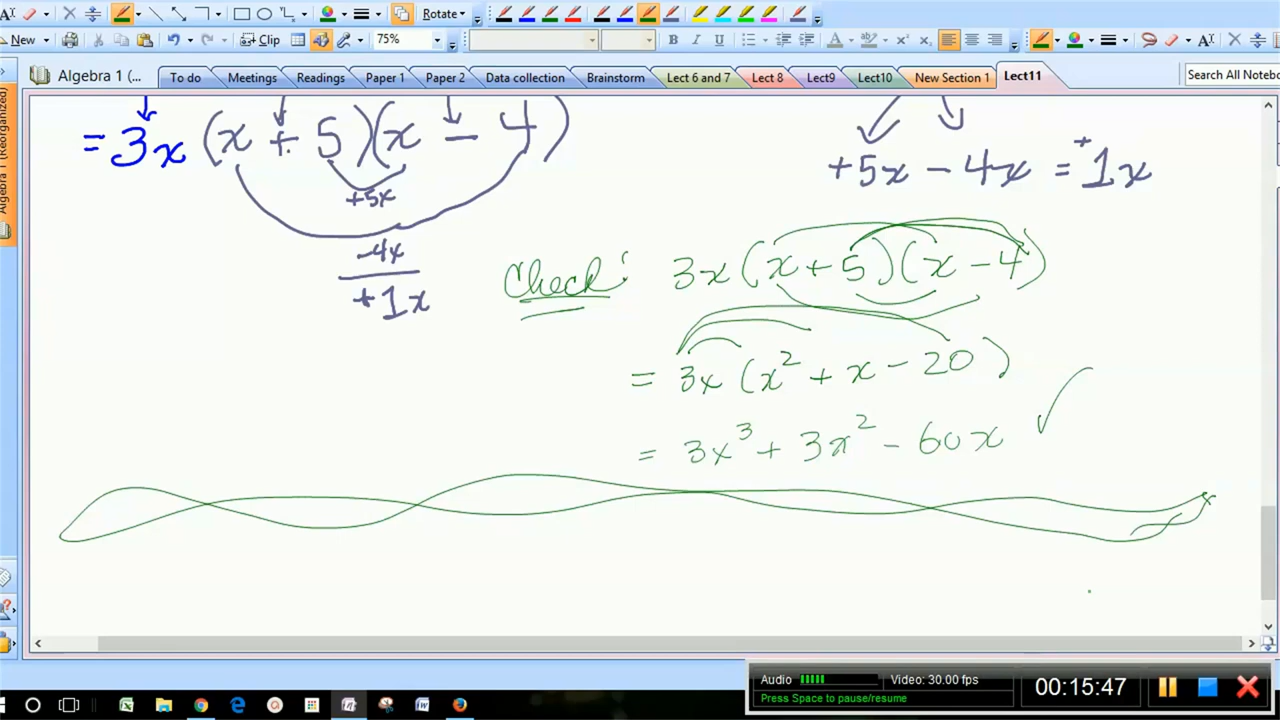 Rotate
New
Clip
75%
Algebra 1 (...
To do
Meetings
Readings
Paper 1
Paper 2
Data collection
Brainstorm
Lect 6 and 7
Lect 8
Lect9
Lect10
New Section 1
Lect11
Search All Notebo
Algebra 1 (Reorganized
= 3x (x + 5)(x - 4)
+5x
-4x
+1x
+5x - 4x = +1x
Check: 3x (x + 5)(x - 4)
= 3x (x² + x - 20)
= 3x³ + 3x² - 60x ✓
Audio
Video: 30.00 fps
Press Space to pause/resume
00:15:47